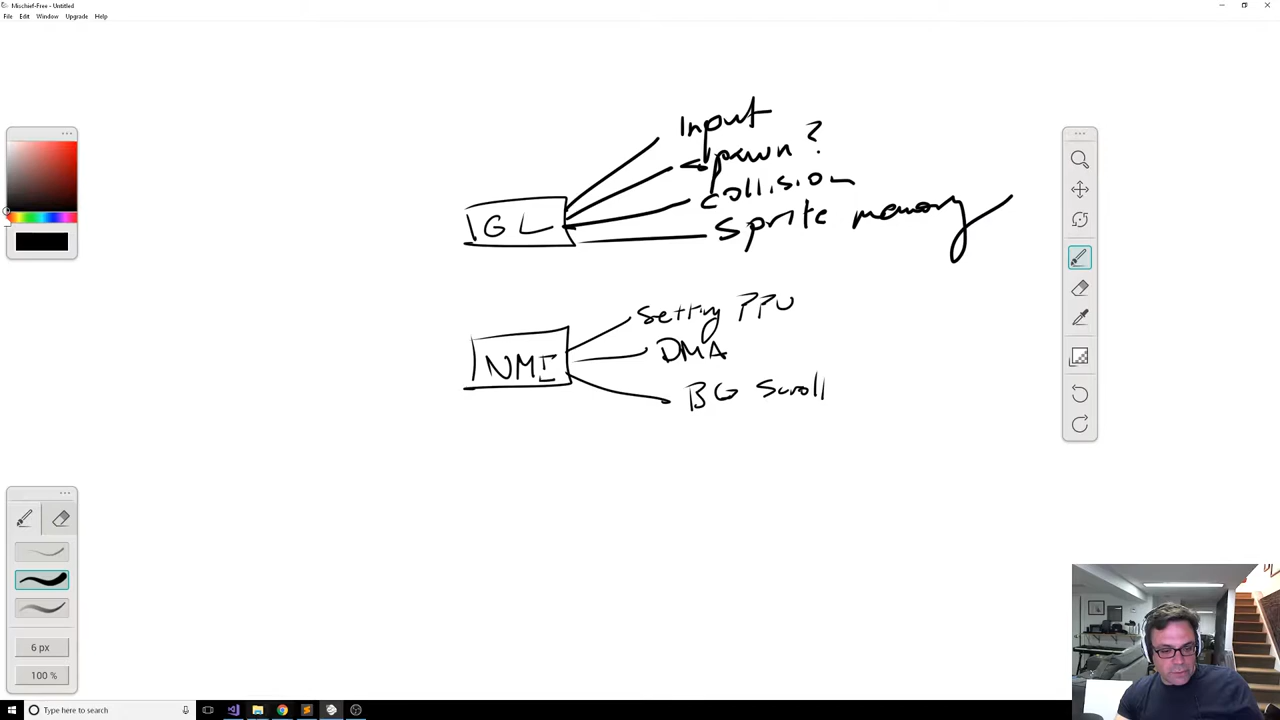 Mischief-Free - Untitled
File Edit Window Upgrade Help
Input
Spawn ?
Collision
GL
Sprite memory
Setting PPU
NMI
DMA
BG Scroll
6 px
100 %
Type here to search